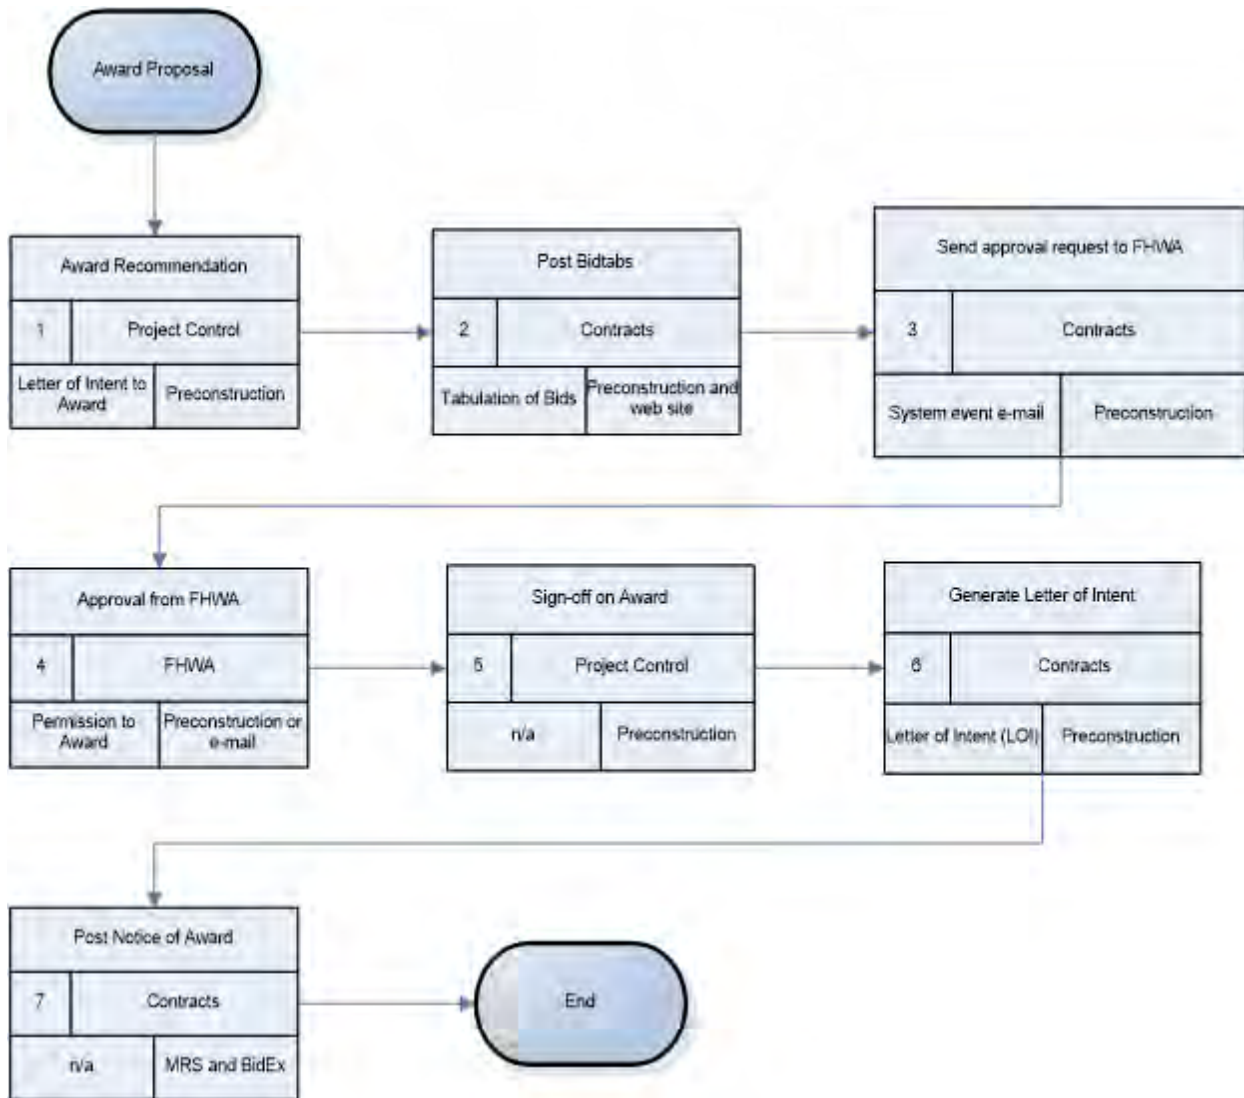 Award Proposal
Award Recommendation
1
Project Control
Letter of Intent to
Award
Preconstruction
Post Bidtabs
2
Contracts
Tabulation of Bids
Preconstruction and
web site
Send approval request to FHWA
3
Contracts
System event e-mail
Preconstruction
Approval from FHWA
4
FHWA
Permission to
Award
Preconstruction or
e-mail
Sign-off on Award
5
Project Control
n/a
Preconstruction
Generate Letter of Intent
6
Contracts
Letter of Intent (LOI)
Preconstruction
Post Notice of Award
7
Contracts
n/a
MRS and BidEx
End